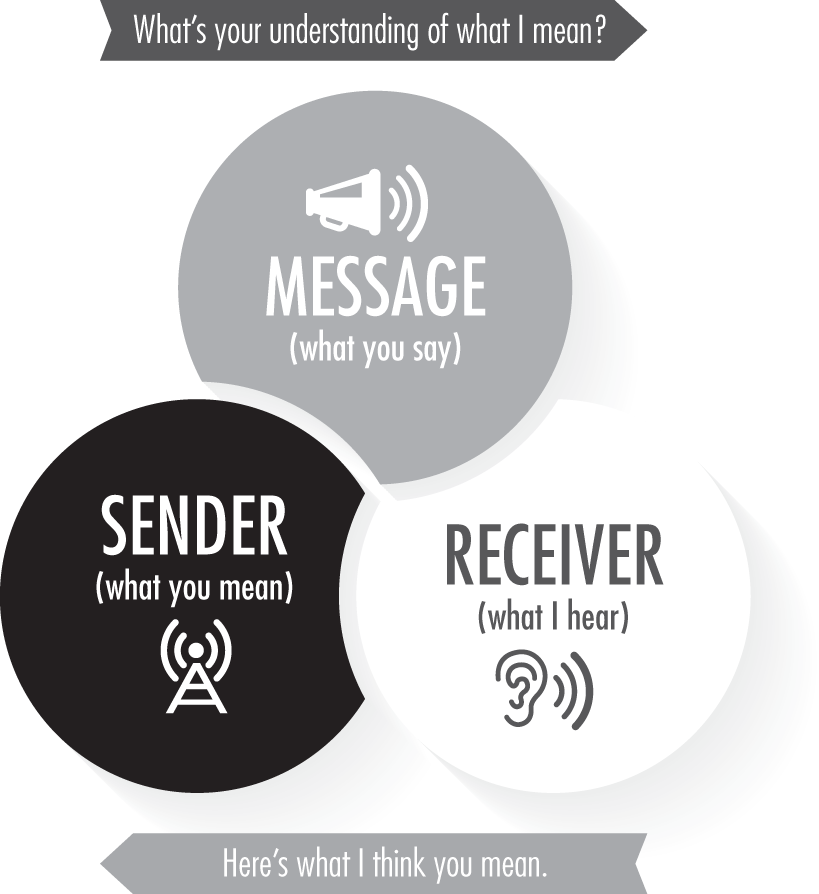 What's your understanding of what I mean?
MESSAGE
(what you say)
SENDER
(what you mean)
RECEIVER
(what I hear)
Here's what I think you mean.